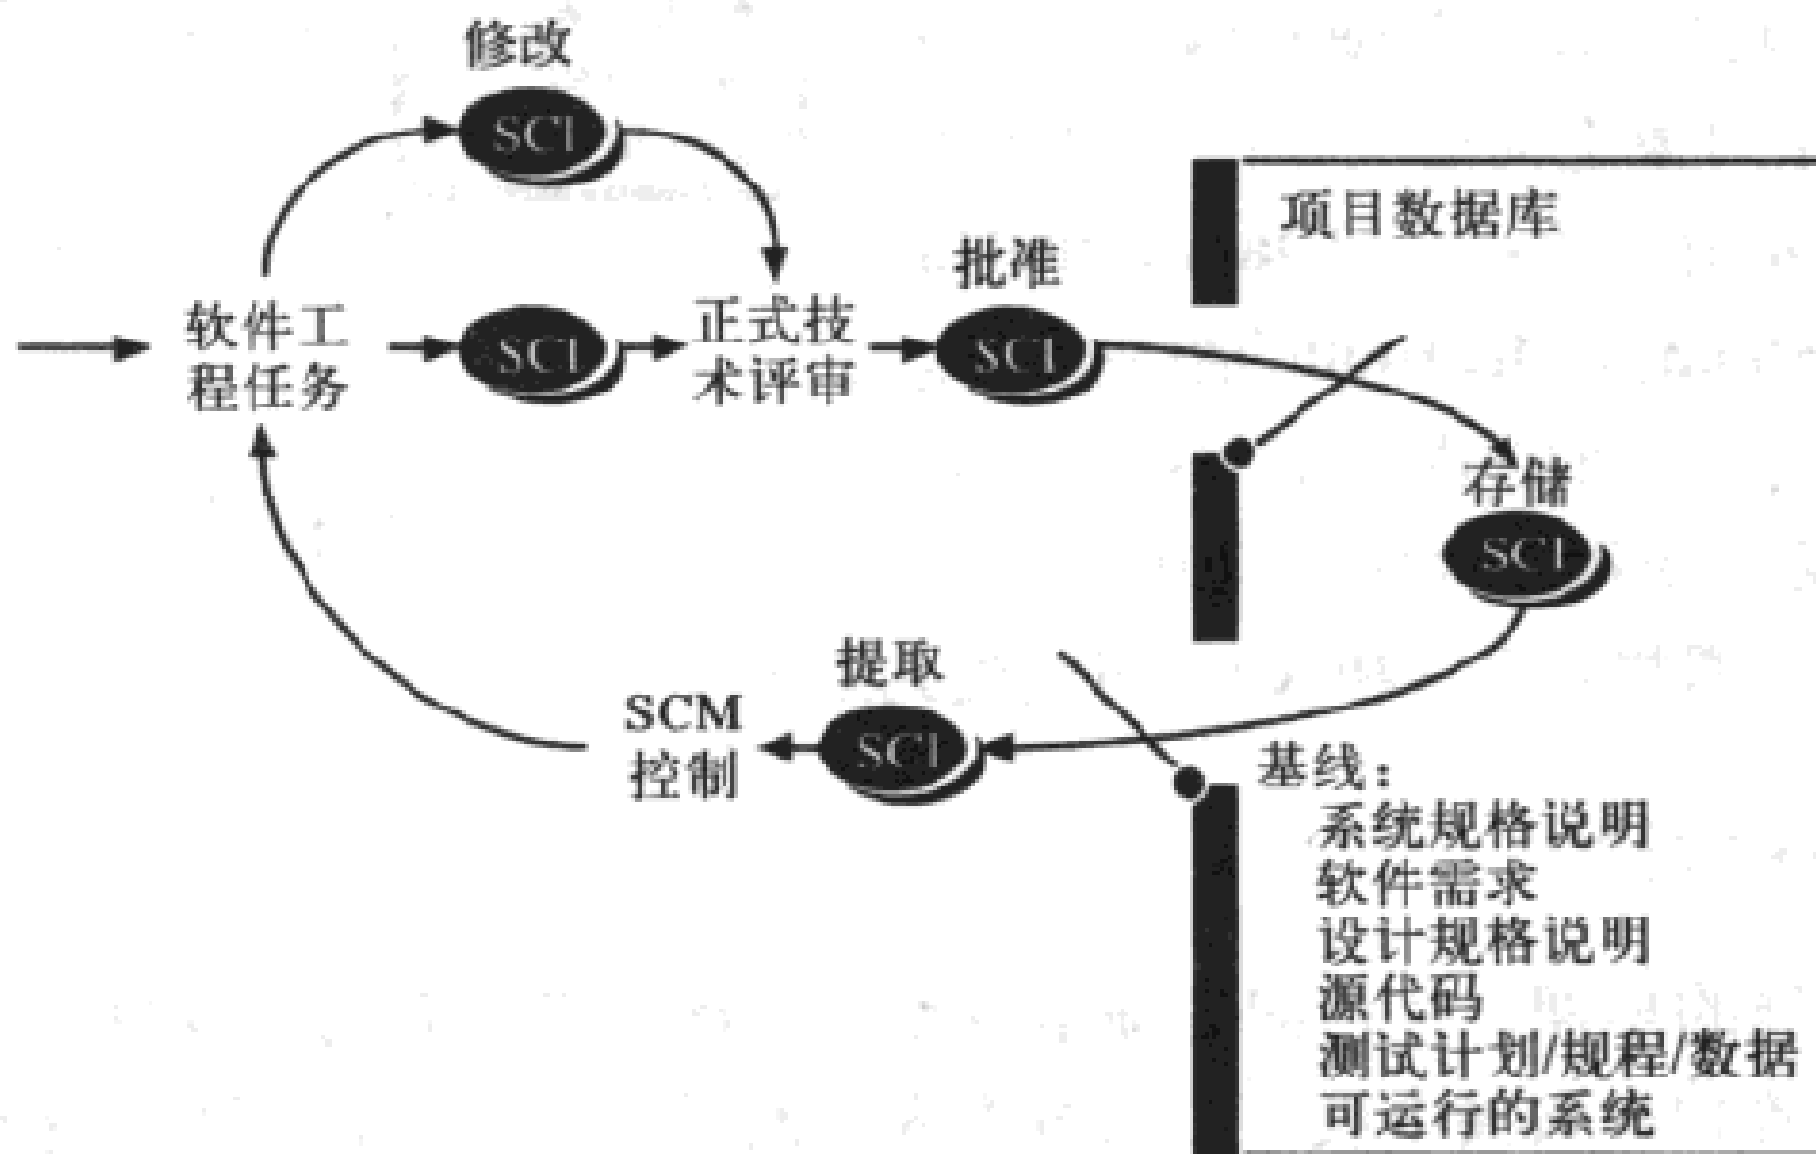 修改
SCI
项目数据库
批准
软件工
程任务
SCI
正式技
术评审
SCI
存储
SCI
提取
SCM
控制
SCI
基线：
系统规格说明
软件需求
设计规格说明
源代码
测试计划/规程/数据
可运行的系统